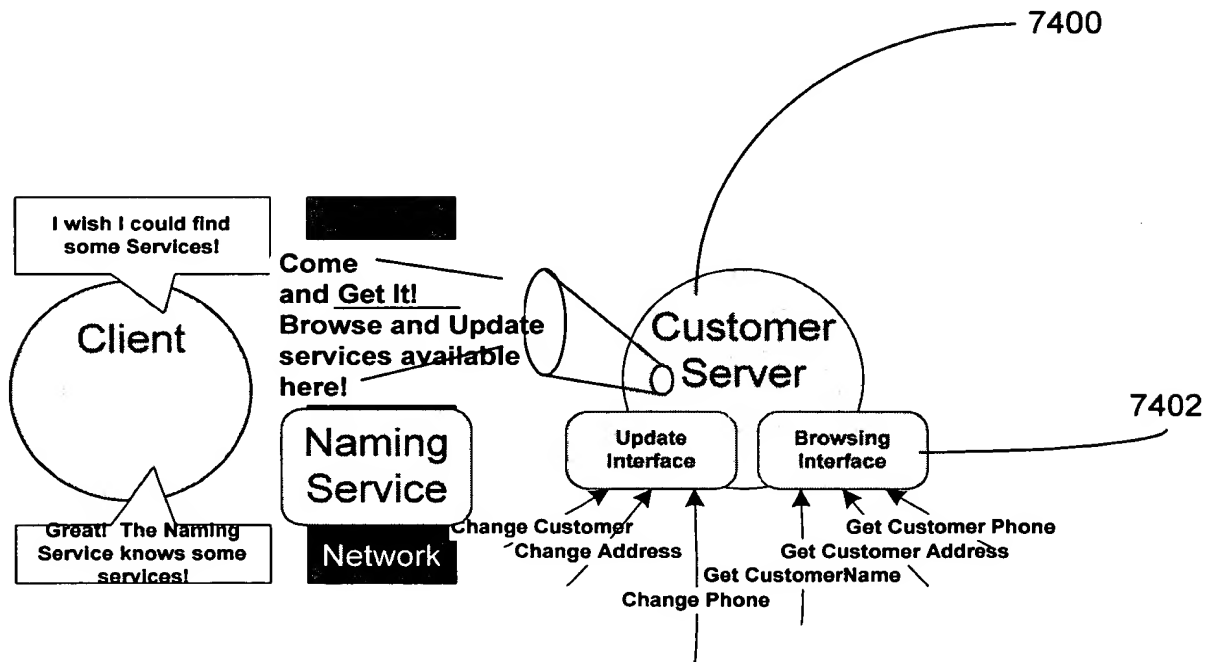 7400
I wish I could find
some Services!
Client
Come
and Get It!
Browse and Update
services available
here!
Customer
Server
7402
Naming
Service
Update
Interface
Browsing
Interface
Great! The Naming
Service knows some
services!
Network
Change Customer
Change Address
Change Phone
Get Customer Phone
Get Customer Address
Get CustomerName